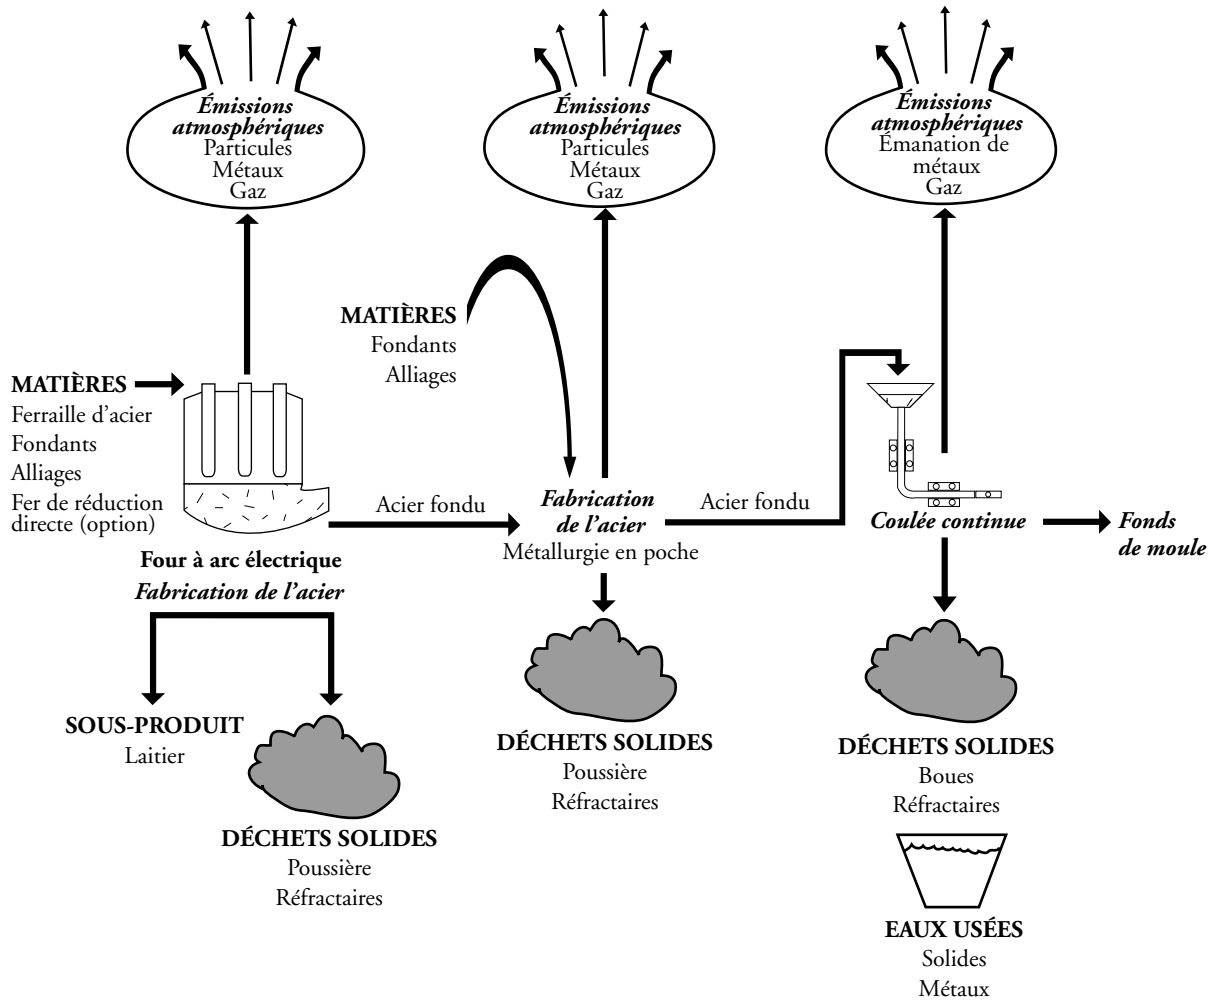 Émissions
atmosphériques
Particules
Métaux
Gaz
Émissions
atmosphériques
Particules
Métaux
Gaz
Émissions
atmosphériques
Émanation de
métaux
Gaz
MATIÈRES
Fondants
Alliages
MATIÈRES
Ferraille d'acier
Fondants
Alliages
Fer de réduction
directe (option)
Four à arc électrique
Fabrication de l'acier
Acier fondu
Fabrication
de l'acier
Métallurgie en poche
Acier fondu
Coulée continue
Fonds
de moule
SOUS-PRODUIT
Laitier
DÉCHETS SOLIDES
Poussière
Réfractaires
DÉCHETS SOLIDES
Poussière
Réfractaires
DÉCHETS SOLIDES
Boues
Réfractaires
EAUX USÉES
Solides
Métaux